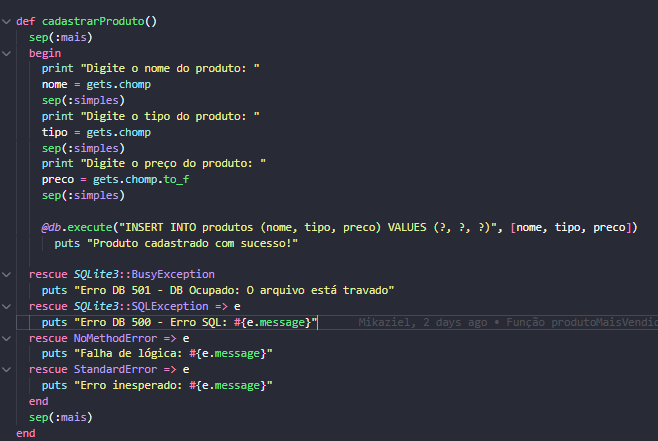 def cadastrarProduto()
sep(:mais)
begin
print "Digite o nome do produto: "
nome = gets.chomp
sep(:simples)
print "Digite o tipo do produto: "
tipo = gets.chomp
sep(:simples)
print "Digite o preço do produto: "
preco = gets.chomp.to_f
sep(:simples)
@db.execute("INSERT INTO produtos (nome, tipo, preco) VALUES (?, ?, ?)", [nome, tipo, preco])
puts "Produto cadastrado com sucesso!"
rescue SQLite3::BusyException
puts "Erro DB 501 - DB Ocupado: O arquivo está travado"
rescue SQLite3::SQLException => e
puts "Erro DB 500 - Erro SQL: #{e.message}" Mikaziel, 2 days ago • Função produtoMaisVendic
rescue NoMethodError => e
puts "Falha de lógica: #{e.message}"
rescue StandardError => e
puts "Erro inesperado: #{e.message}"
end
sep(:mais)
end